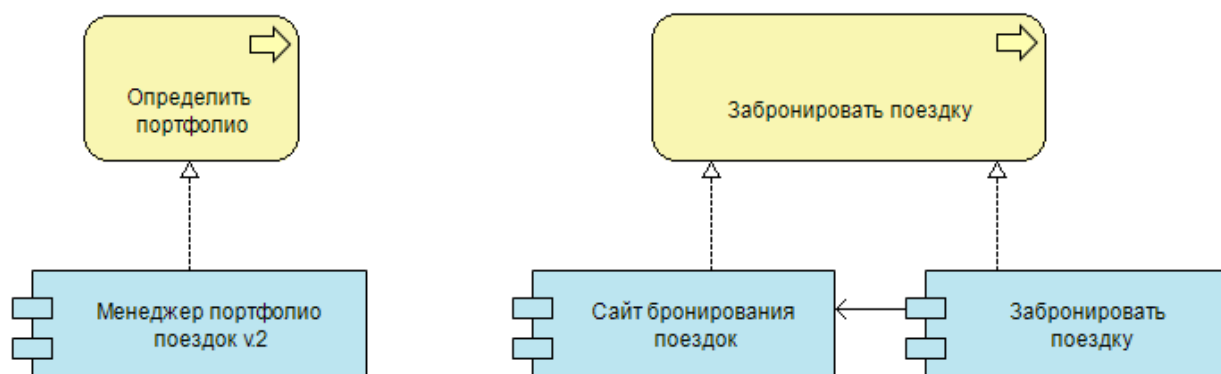 Определить
портфолио
Забронировать поездку
Менеджер портфолио
поездок v.2
Сайт бронирования
поездок
Забронировать
поездку